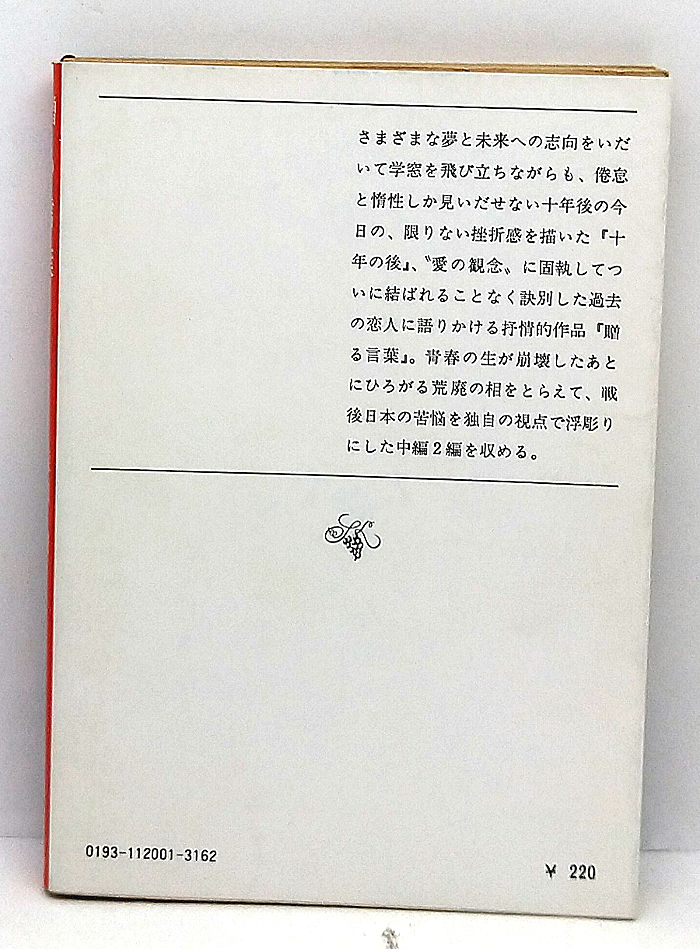 さまざまな夢と未来への志向をいだ
いて学窓を飛び立ちながらも、倦怠
と惰性しか見いだせない十年後の今
日の、限りない挫折感を描いた『十
年の後』、〝愛の観念〟に固執してつ
いに結ばれることなく訣別した過去
の恋人に語りかける抒情的作品『贈
る言葉』。青春の生が崩壊したあと
にひろがる荒廃の相をとらえて、戦
後日本の苦悩を独自の視点で浮彫り
にした中編２編を収める。
0193-112001-3162
¥ 220